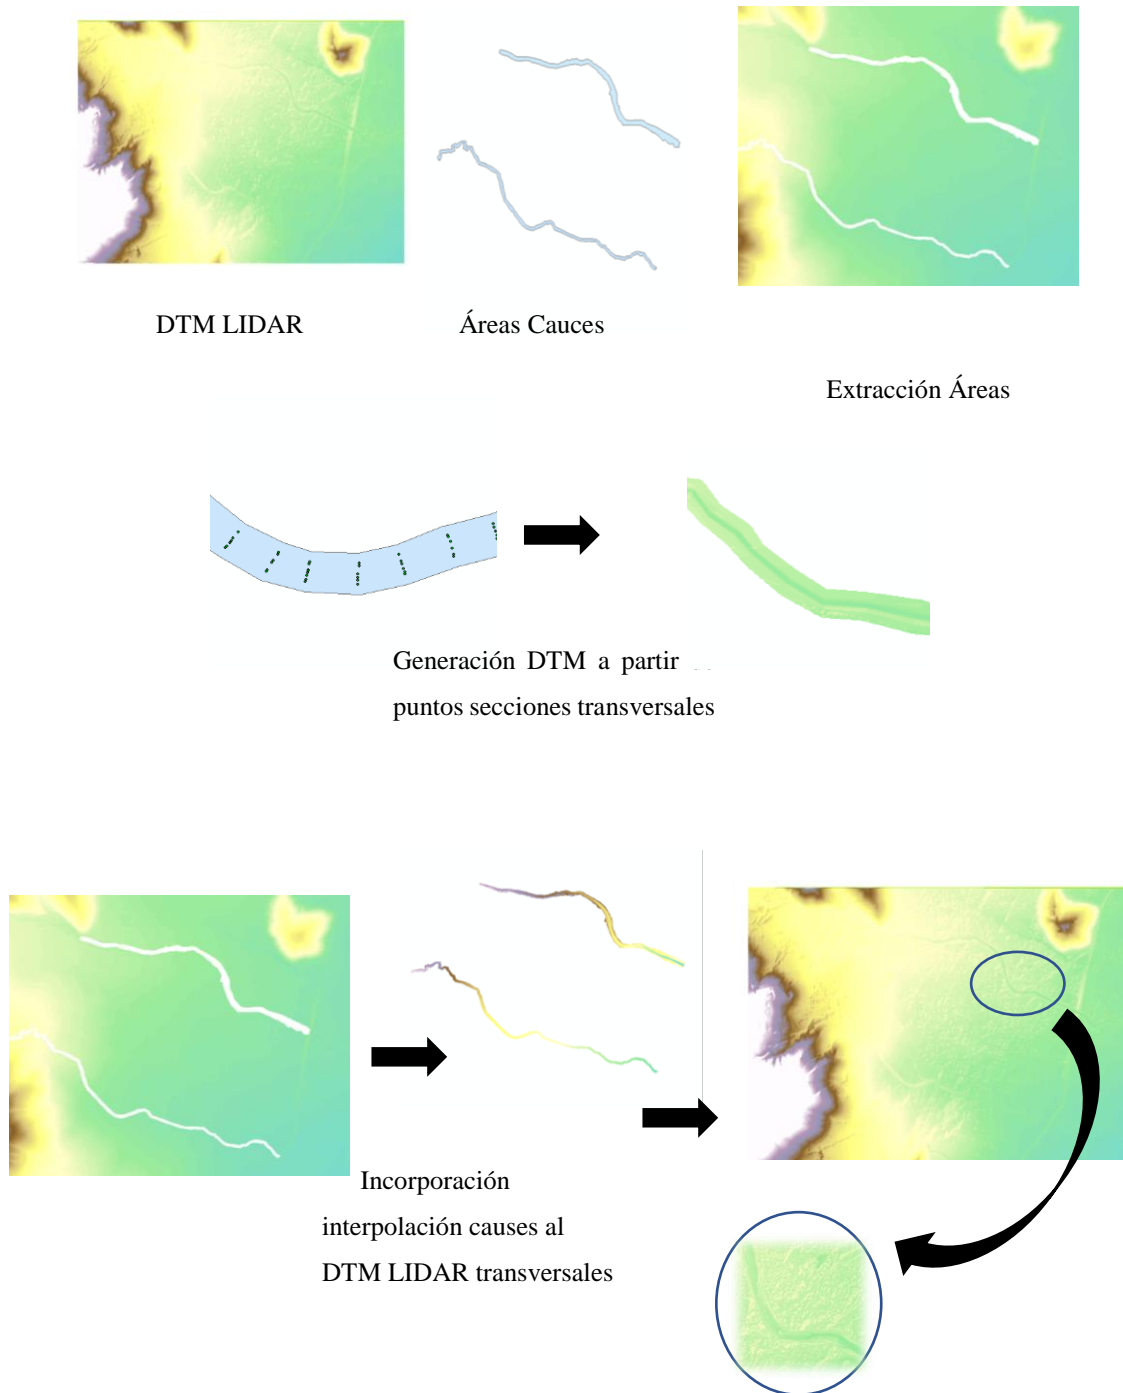 DTM LIDAR
Áreas Cauces
Extracción Áreas
Generación DTM a partir
puntos secciones transversales
Incorporación
interpolación causes al
DTM LIDAR transversales